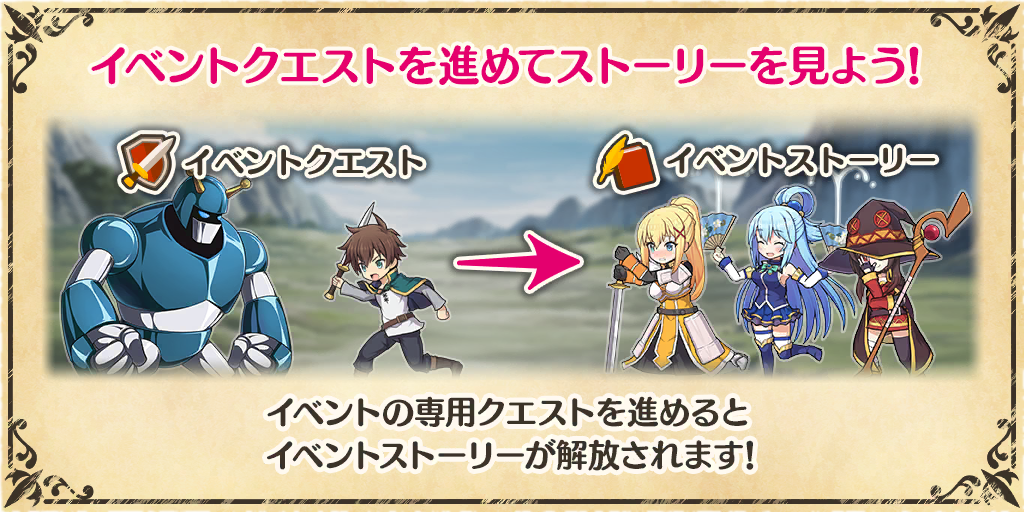 イベントクエストを進めてストーリーを見よう!
イベントクエスト
イベントストーリー
イベントの専用クエストを進めると
イベントストーリーが解放されます!